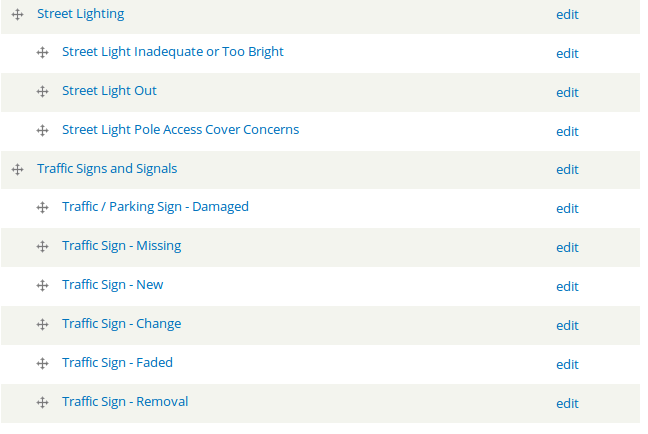 Street Lighting edit
Street Light Inadequate or Too Bright edit
Street Light Out edit
Street Light Pole Access Cover Concerns edit
Traffic Signs and Signals edit
Traffic / Parking Sign - Damaged edit
Traffic Sign - Missing edit
Traffic Sign - New edit
Traffic Sign - Change edit
Traffic Sign - Faded edit
Traffic Sign - Removal edit